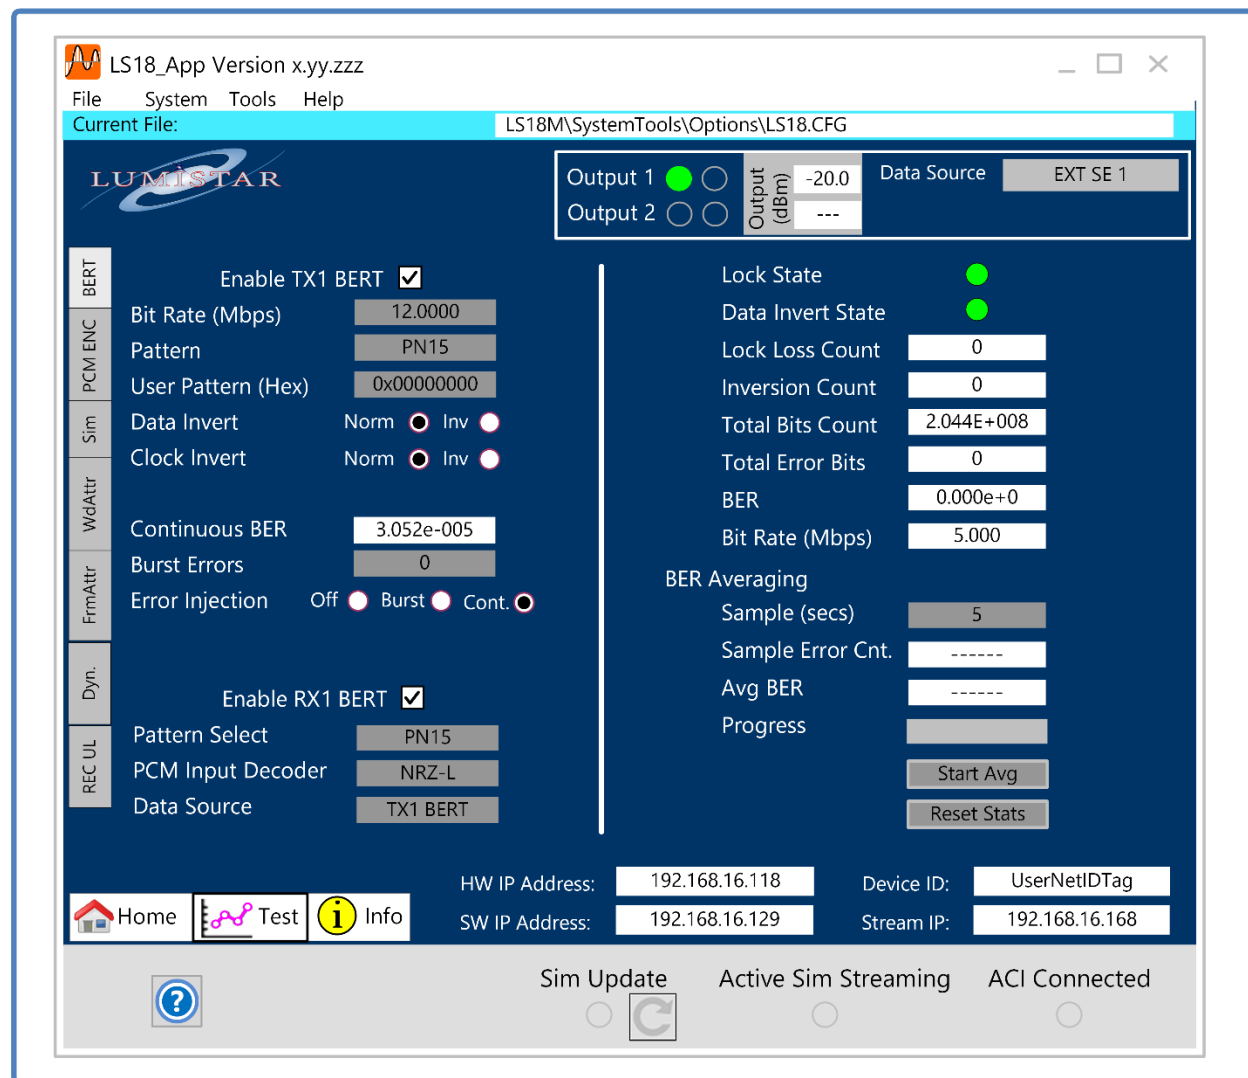 LS18_App Version x.yy.zzz
File System Tools Help
Current File: LS18M\SystemTools\Options\LS18.CFG
LUMISTAR
Output 1
Output 2
Output (dBm)
-20.0
---
Data Source EXT SE 1
BERT
PCM ENC
Sim
WdAttr
FrmAttr
Dyn.
REC UL
Enable TX1 BERT
Bit Rate (Mbps) 12.0000
Pattern PN15
User Pattern (Hex) 0x00000000
Data Invert Norm Inv
Clock Invert Norm Inv
Continuous BER 3.052e-005
Burst Errors 0
Error Injection Off Burst Cont.
Enable RX1 BERT
Pattern Select PN15
PCM Input Decoder NRZ-L
Data Source TX1 BERT
Lock State
Data Invert State
Lock Loss Count 0
Inversion Count 0
Total Bits Count 2.044E+008
Total Error Bits 0
BER 0.000e+0
Bit Rate (Mbps) 5.000
BER Averaging
Sample (secs) 5
Sample Error Cnt. ------
Avg BER ------
Progress
Start Avg
Reset Stats
Home Test i Info
HW IP Address: 192.168.16.118 Device ID: UserNetIDTag
SW IP Address: 192.168.16.129 Stream IP: 192.168.16.168
?
Sim Update Active Sim Streaming ACI Connected